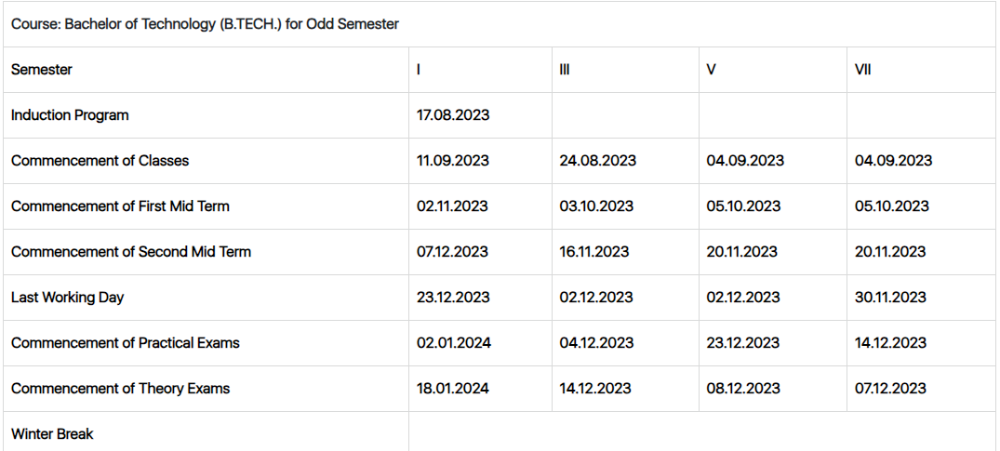 Course: Bachelor of Technology (B.TECH.) for Odd Semester
Semester I III V VII
Induction Program 17.08.2023
Commencement of Classes 11.09.2023 24.08.2023 04.09.2023 04.09.2023
Commencement of First Mid Term 02.11.2023 03.10.2023 05.10.2023 05.10.2023
Commencement of Second Mid Term 07.12.2023 16.11.2023 20.11.2023 20.11.2023
Last Working Day 23.12.2023 02.12.2023 02.12.2023 30.11.2023
Commencement of Practical Exams 02.01.2024 04.12.2023 23.12.2023 14.12.2023
Commencement of Theory Exams 18.01.2024 14.12.2023 08.12.2023 07.12.2023
Winter Break